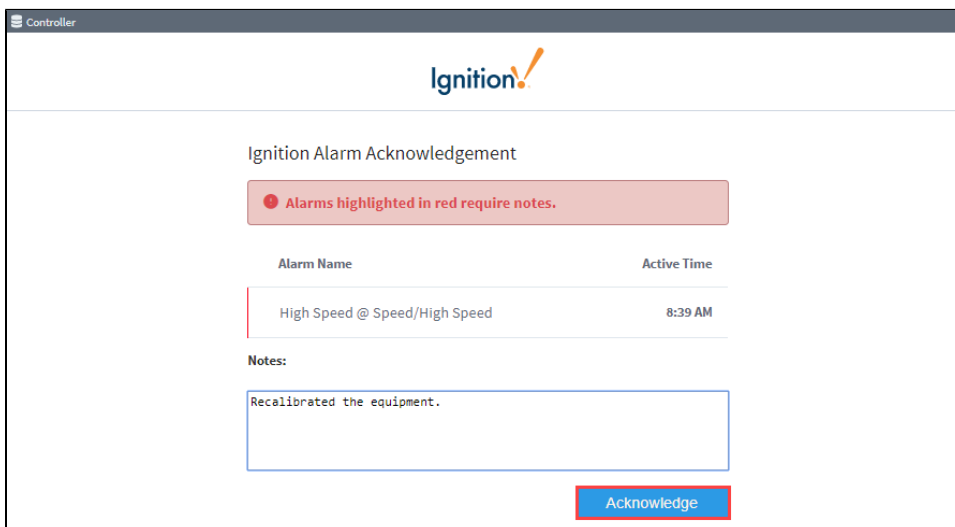 Controller
Ignition!
Ignition Alarm Acknowledgement
Alarms highlighted in red require notes.
Alarm Name Active Time
High Speed @ Speed/High Speed 8:39 AM
Notes:
Recalibrated the equipment.
Acknowledge